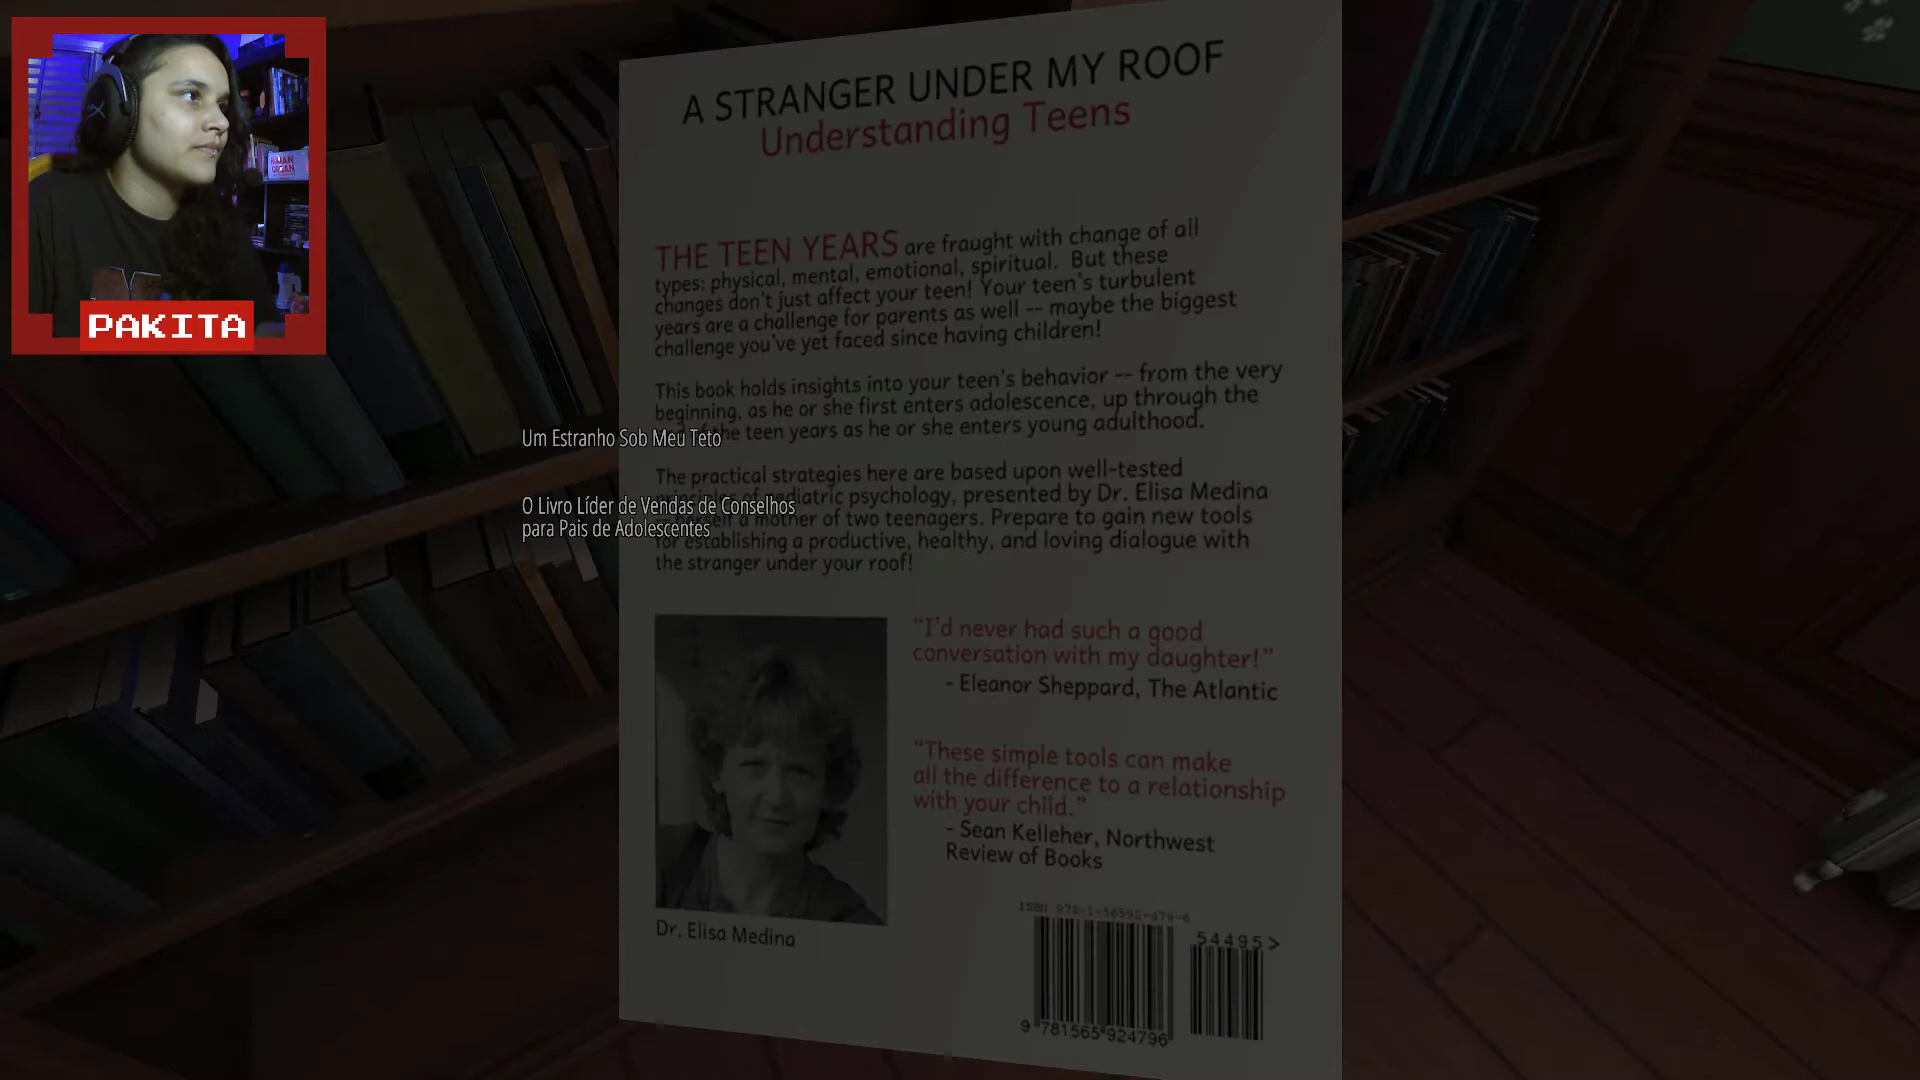 PAKITA
A STRANGER UNDER MY ROOF
Understanding Teens
THE TEEN YEARS are fraught with change of all
types: physical, mental, emotional, spiritual. But these
changes don't just affect your teen! Your teen's turbulent
years are a challenge for parents as well -- maybe the biggest
challenge you've yet faced since having children!
This book holds insights into your teen's behavior -- from the very
beginning, as he or she first enters adolescence, up through the
the teen years as he or she enters young adulthood.
Um Estranho Sob Meu Teto
The practical strategies here are based upon well-tested
pediatric psychology, presented by Dr. Elisa Medina
herself a mother of two teenagers. Prepare to gain new tools
for establishing a productive, healthy, and loving dialogue with
the stranger under your roof!
O Livro Líder de Vendas de Conselhos
para Pais de Adolescentes
"I'd never had such a good
conversation with my daughter!"
- Eleanor Sheppard, The Atlantic
"These simple tools can make
all the difference to a relationship
with your child."
- Sean Kelleher, Northwest
Review of Books
Dr. Elisa Medina
ISBN 978-1-56592-479-6
54495>
9 781565 924796